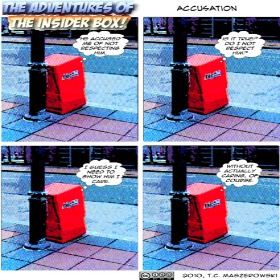 THE ADVENTURES OF
THE INSIDER BOX!
ACCUSATION
HE ACCUSED
ME OF NOT
RESPECTING
HIM.
IS IT TRUE?
DO I NOT
RESPECT
HIM?
I GUESS I
NEED TO
SHOW HIM I
CARE.
WITHOUT
ACTUALLY
CARING, OF
COURSE.
2010, T.C. MASZEROWSKI